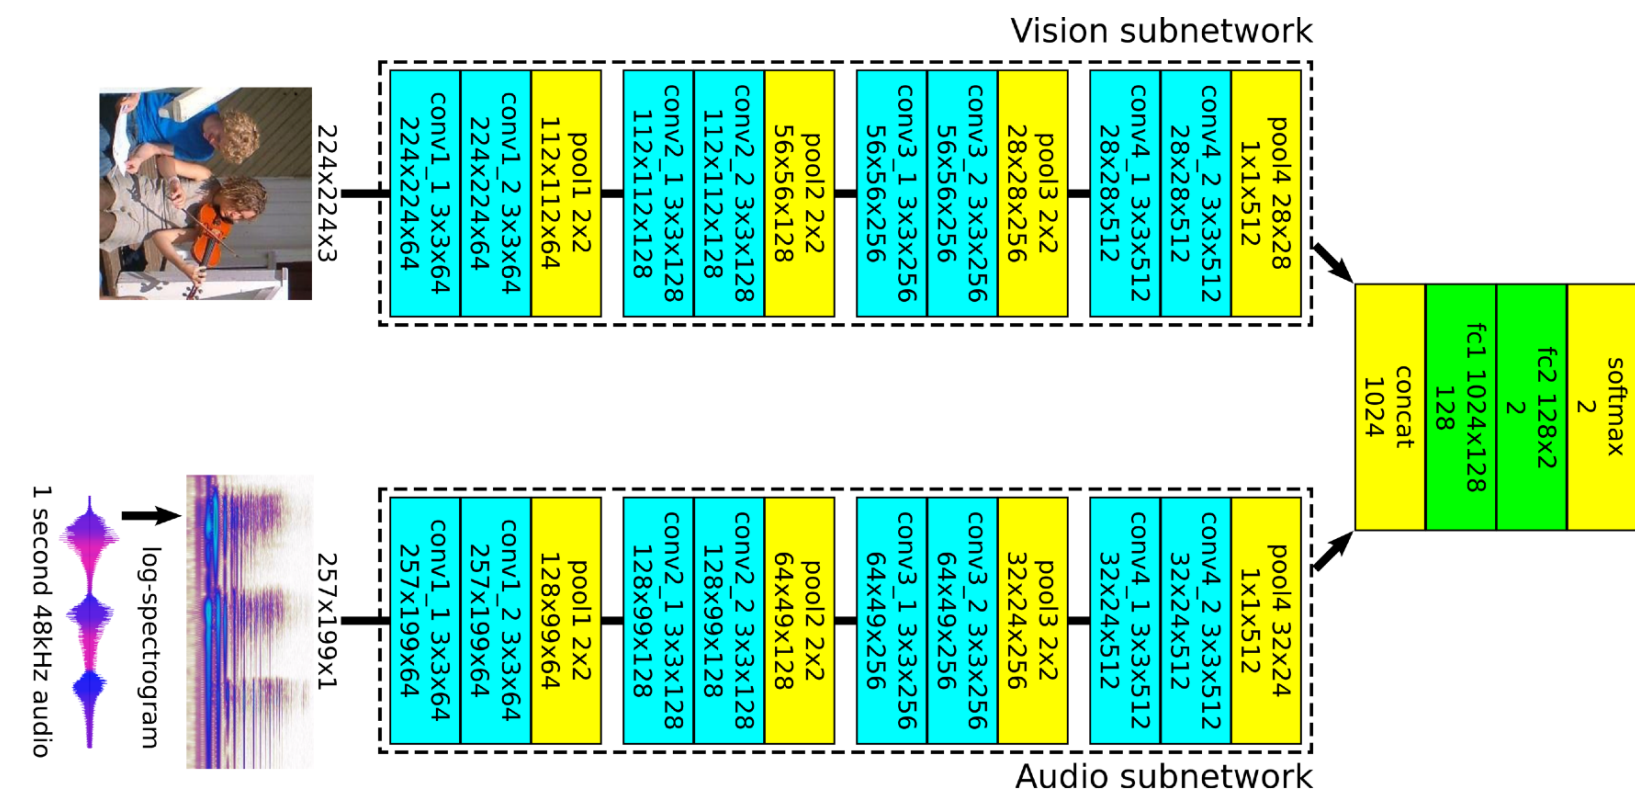 Vision subnetwork
224x224x3
conv1_1 3x3x64
224x224x64
conv1_2 3x3x64
224x224x64
pool1 2x2
112x112x64
conv2_1 3x3x128
112x112x128
conv2_2 3x3x128
112x112x128
pool2 2x2
56x56x128
conv3_1 3x3x256
56x56x256
conv3_2 3x3x256
56x56x256
pool3 2x2
28x28x256
conv4_1 3x3x512
28x28x512
conv4_2 3x3x512
28x28x512
pool4 28x28
1x1x512
concat
1024
fc1 1024x128
128
fc2 128x2
2
softmax
2
1 second 48kHz audio
log-spectrogram
257x199x1
conv1_1 3x3x64
257x199x64
conv1_2 3x3x64
257x199x64
pool1 2x2
128x99x64
conv2_1 3x3x128
128x99x128
conv2_2 3x3x128
128x99x128
pool2 2x2
64x49x128
conv3_1 3x3x256
64x49x256
conv3_2 3x3x256
64x49x256
pool3 2x2
32x24x256
conv4_1 3x3x512
32x24x512
conv4_2 3x3x512
32x24x512
pool4 32x24
1x1x512
Audio subnetwork